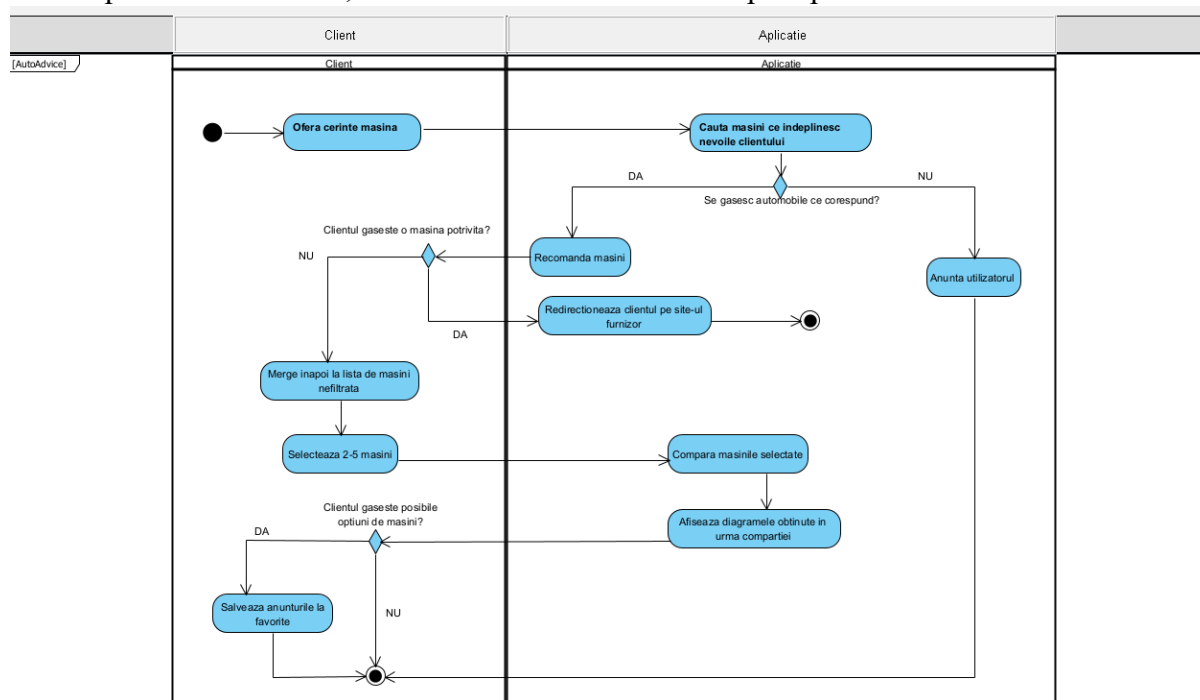 Client
Aplicatie
[AutoAdvice]
Client
Aplicatie
Ofera cerinte masina
Cauta masini ce indeplinesc
nevoile clientului
DA
NU
Se gasesc automobile ce corespund?
Clientul gaseste o masina potrivita?
NU
Recomanda masini
Anunta utilizatorul
Redirectioneaza clientul pe site-ul
furnizor
DA
Merge inapoi la lista de masini
nefiltrata
Selecteaza 2-5 masini
Compara masinile selectate
Clientul gaseste posibile
optiuni de masini?
Afiseaza diagramele obtinute in
urma compartiei
DA
Salveaza anunturile la
favorite
NU